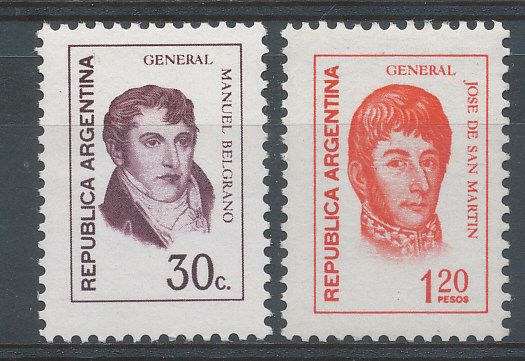 GENERAL
MANUEL BELGRANO
REPUBLICA ARGENTINA
30c.
GENERAL
JOSE DE SAN MARTIN
REPUBLICA ARGENTINA
1,20
PESOS